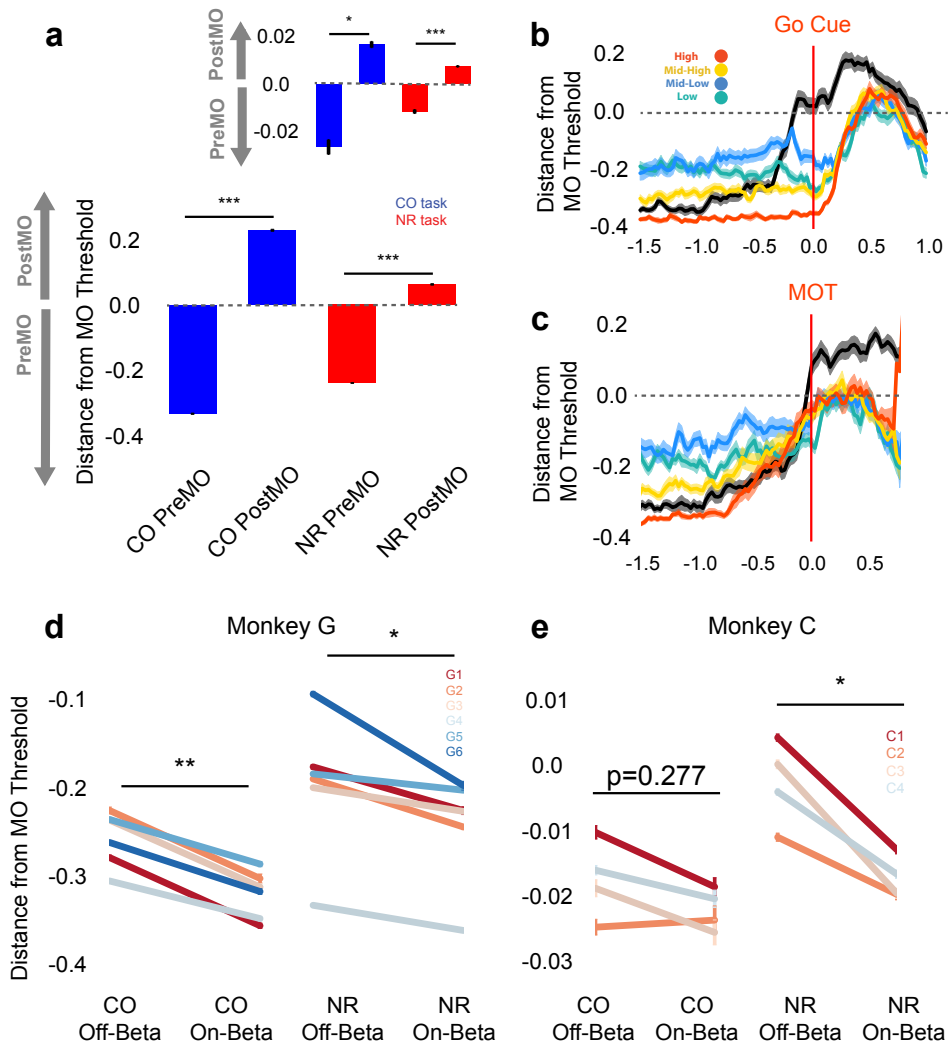 a
PostMO
PreMO
0.02
0.0
-0.02
*
***
PostMO
PreMO
Distance from MO Threshold
0.2
0.0
-0.2
-0.4
***
***
CO task
NR task
CO PreMO
CO PostMO
NR PreMO
NR PostMO
b
Go Cue
Distance from
MO Threshold
0.2
0.0
-0.2
-0.4
High
Mid-High
Mid-Low
Low
-1.5
-1.0
-0.5
0.0
0.5
1.0
c
MOT
Distance from
MO Threshold
0.2
0.0
-0.2
-0.4
-1.5
-1.0
-0.5
0.0
0.5
d
Monkey G
Distance from MO Threshold
-0.1
-0.2
-0.3
-0.4
**
*
G1
G2
G3
G4
G5
G6
CO
Off-Beta
CO
On-Beta
NR
Off-Beta
NR
On-Beta
e
Monkey C
0.01
0.0
-0.01
-0.02
-0.03
p=0.277
*
C1
C2
C3
C4
CO
Off-Beta
CO
On-Beta
NR
Off-Beta
NR
On-Beta